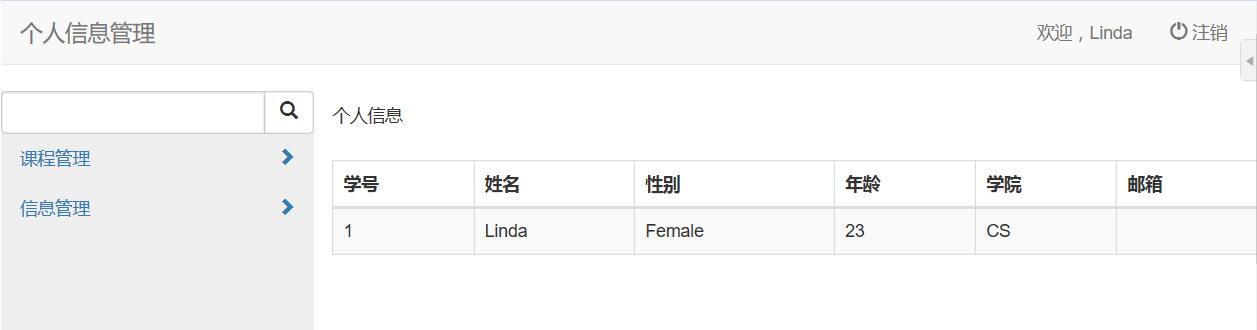 个人信息管理 欢迎，Linda 注销
个人信息
课程管理
信息管理
学号 姓名 性别 年龄 学院 邮箱
1 Linda Female 23 CS